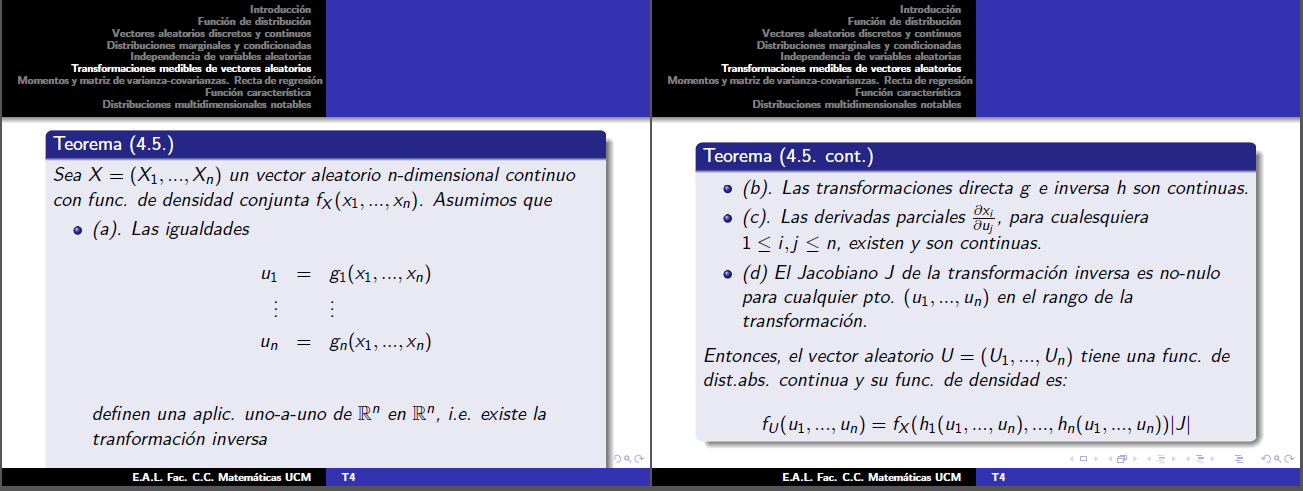 Introducción
Función de distribución
Vectores aleatorios discretos y continuos
Distribuciones marginales y condicionadas
Independencia de variables aleatorias
Transformaciones medibles de vectores aleatorios
Momentos y matriz de varianza-covarianzas. Recta de regresión
Función característica
Distribuciones multidimensionales notables
Teorema (4.5.)
Sea X = (X₁, ..., Xₙ) un vector aleatorio n-dimensional continuo
con func. de densidad conjunta f_X(x₁, ..., xₙ). Asumimos que
(a). Las igualdades
u₁ = g₁(x₁, ..., xₙ)
⋮ ⋮
uₙ = gₙ(x₁, ..., xₙ)
definen una aplic. uno-a-uno de ℝⁿ en ℝⁿ, i.e. existe la
tranformación inversa
E.A.L. Fac. C.C. Matemáticas UCM T4
Introducción
Función de distribución
Vectores aleatorios discretos y continuos
Distribuciones marginales y condicionadas
Independencia de variables aleatorias
Transformaciones medibles de vectores aleatorios
Momentos y matriz de varianza-covarianzas. Recta de regresión
Función característica
Distribuciones multidimensionales notables
Teorema (4.5. cont.)
(b). Las transformaciones directa g e inversa h son continuas.
(c). Las derivadas parciales ∂xᵢ/∂uⱼ, para cualesquiera
1 ≤ i, j ≤ n, existen y son continuas.
(d) El Jacobiano J de la transformación inversa es no-nulo
para cualquier pto. (u₁, ..., uₙ) en el rango de la
transformación.
Entonces, el vector aleatorio U = (U₁, ..., Uₙ) tiene una func. de
dist.abs. continua y su func. de densidad es:
f_U(u₁, ..., uₙ) = f_X(h₁(u₁, ..., uₙ), ..., hₙ(u₁, ..., uₙ))|J|
E.A.L. Fac. C.C. Matemáticas UCM T4